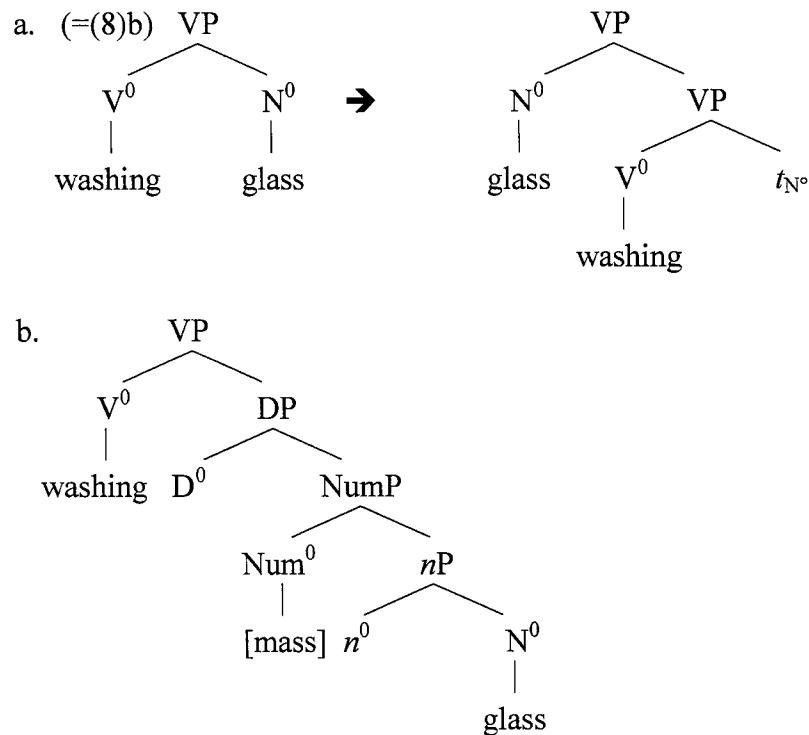 a. (=(8)b) VP VP
V⁰ N⁰ ➔ N⁰ VP
washing glass glass V⁰ t_N°
washing
b. VP
V⁰ DP
washing D⁰ NumP
Num⁰ nP
[mass] n⁰ N⁰
glass